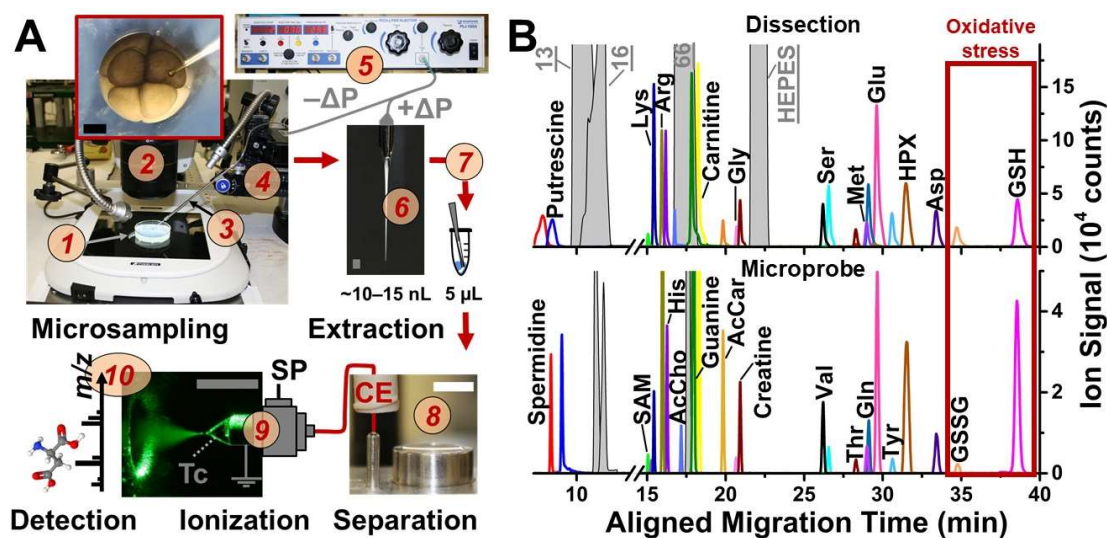 A
5
−ΔP
+ΔP
2
4
7
1
3
6
~10–15 nL
5 µL
Microsampling
Extraction
10
m/z
SP
CE
9
8
Tc
Detection
Ionization
Separation
B
Dissection
Oxidative
stress
13
16
66
HEPES
Putrescine
Lys
Arg
Carnitine
Gly
Ser
Met
Glu
HPX
Asp
GSH
15
10
5
0
Microprobe
Spermidine
SAM
His
AcCho
Guanine
AcCar
Creatine
Val
Thr
Gln
Tyr
GSSG
4
2
0
Ion Signal (10⁴ counts)
10
15
20
25
30
35
40
Aligned Migration Time (min)